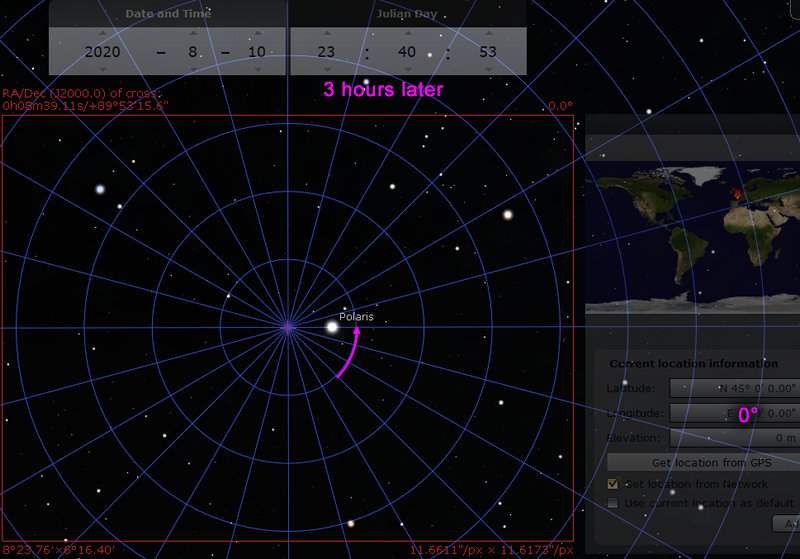 Date and Time
Julian Day
2020 - 8 - 10
23 : 40 : 53
3 hours later
RA/Dec (J2000.0) of cross:
0h08m39.11s/+89°53'15.6"
0.0°
Polaris
Current location information
Latitude: N 45° 0' 0.00"
Longitude: E 0° 0' 0.00"
0°
Elevation: 0 m
Get location from GPS
Get location from Network
Use current location as default
8°23.76'×6°16.40'
11.6611"/px × 11.6173"/px